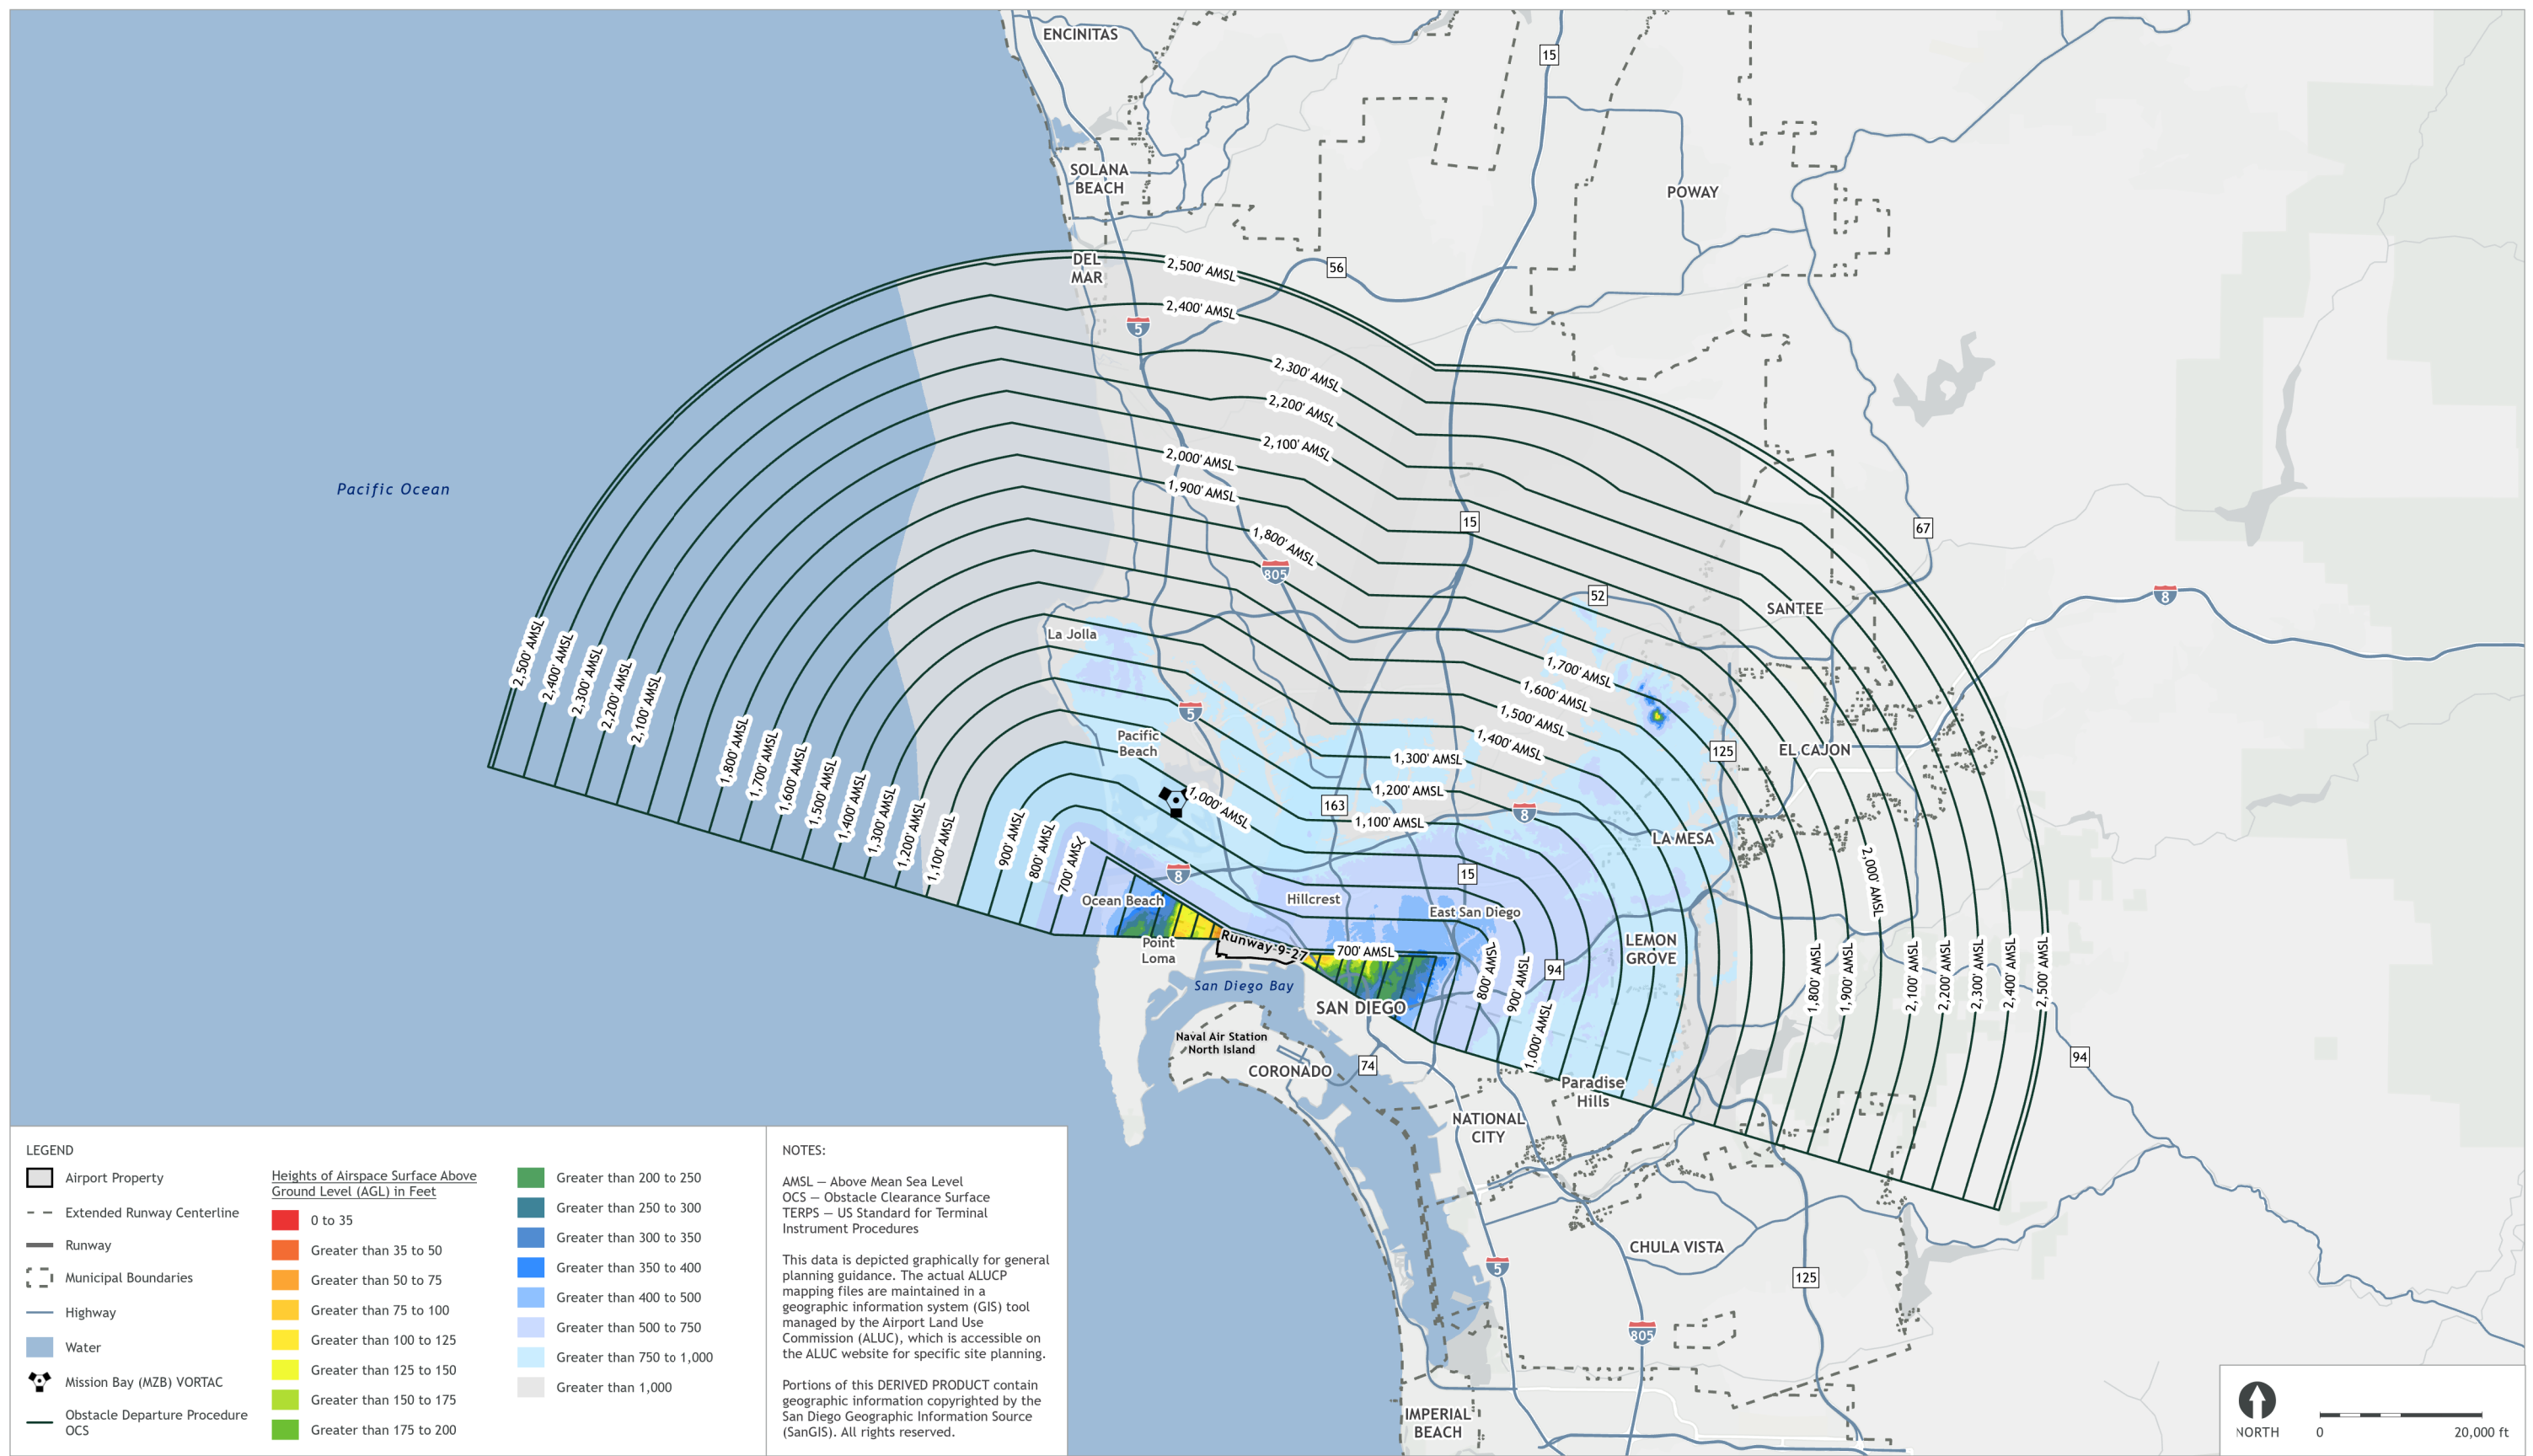 ENCINITAS
15
SOLANA
BEACH
POWAY
DEL
MAR
2,500' AMSL
56
2,400' AMSL
5
2,300' AMSL
2,200' AMSL
2,100' AMSL
2,000' AMSL
1,900' AMSL
1,800' AMSL
Pacific Ocean
15
67
805
52
8
SANTEE
La Jolla
2,500' AMSL
2,400' AMSL
2,300' AMSL
2,200' AMSL
2,100' AMSL
1,800' AMSL
1,700' AMSL
1,600' AMSL
1,500' AMSL
1,400' AMSL
1,300' AMSL
1,200' AMSL
1,100' AMSL
900' AMSL
800' AMSL
700' AMSL
1,700' AMSL
1,600' AMSL
1,500' AMSL
1,400' AMSL
1,300' AMSL
1,200' AMSL
1,100' AMSL
1,000' AMSL
5
Pacific
Beach
125
EL CAJON
163
8
LA MESA
8
15
Ocean Beach
Hillcrest
East San Diego
2,000' AMSL
Point
Loma
Runway 9-27
700' AMSL
LEMON
GROVE
94
800' AMSL
900' AMSL
1,000' AMSL
1,800' AMSL
1,900' AMSL
2,100' AMSL
2,200' AMSL
2,300' AMSL
2,400' AMSL
2,500' AMSL
San Diego Bay
SAN DIEGO
Naval Air Station
North Island
CORONADO
74
94
Paradise
Hills
NATIONAL
CITY
CHULA VISTA
5
125
805
IMPERIAL
BEACH
LEGEND
Airport Property
Extended Runway Centerline
Runway
Municipal Boundaries
Highway
Water
Mission Bay (MZB) VORTAC
Obstacle Departure Procedure
OCS
Heights of Airspace Surface Above
Ground Level (AGL) in Feet
0 to 35
Greater than 35 to 50
Greater than 50 to 75
Greater than 75 to 100
Greater than 100 to 125
Greater than 125 to 150
Greater than 150 to 175
Greater than 175 to 200
Greater than 200 to 250
Greater than 250 to 300
Greater than 300 to 350
Greater than 350 to 400
Greater than 400 to 500
Greater than 500 to 750
Greater than 750 to 1,000
Greater than 1,000
NOTES:
AMSL — Above Mean Sea Level
OCS — Obstacle Clearance Surface
TERPS — US Standard for Terminal
Instrument Procedures
This data is depicted graphically for general
planning guidance. The actual ALUCP
mapping files are maintained in a
geographic information system (GIS) tool
managed by the Airport Land Use
Commission (ALUC), which is accessible on
the ALUC website for specific site planning.
Portions of this DERIVED PRODUCT contain
geographic information copyrighted by the
San Diego Geographic Information Source
(SanGIS). All rights reserved.
NORTH
0
20,000 ft